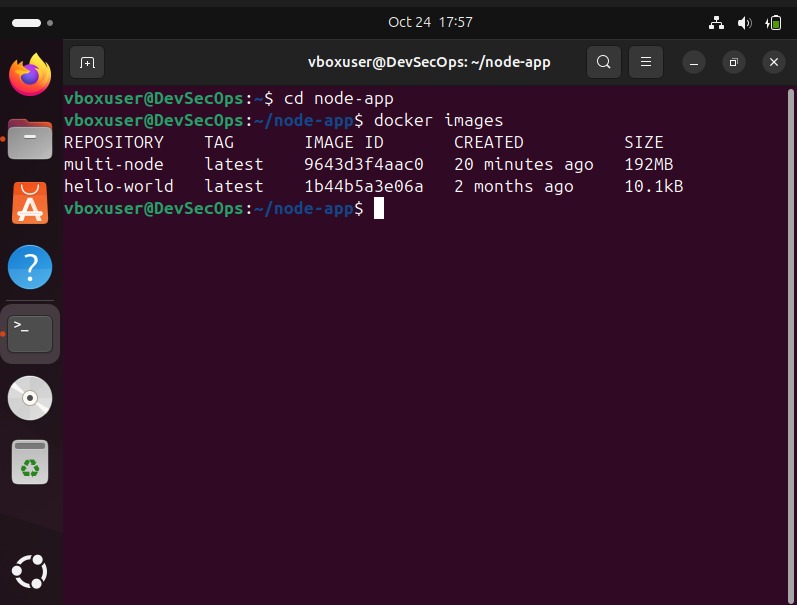 Oct 24 17:57
vboxuser@DevSecOps: ~/node-app
vboxuser@DevSecOps:~$ cd node-app
vboxuser@DevSecOps:~/node-app$ docker images
REPOSITORY TAG IMAGE ID CREATED SIZE
multi-node latest 9643d3f4aac0 20 minutes ago 192MB
hello-world latest 1b44b5a3e06a 2 months ago 10.1kB
vboxuser@DevSecOps:~/node-app$